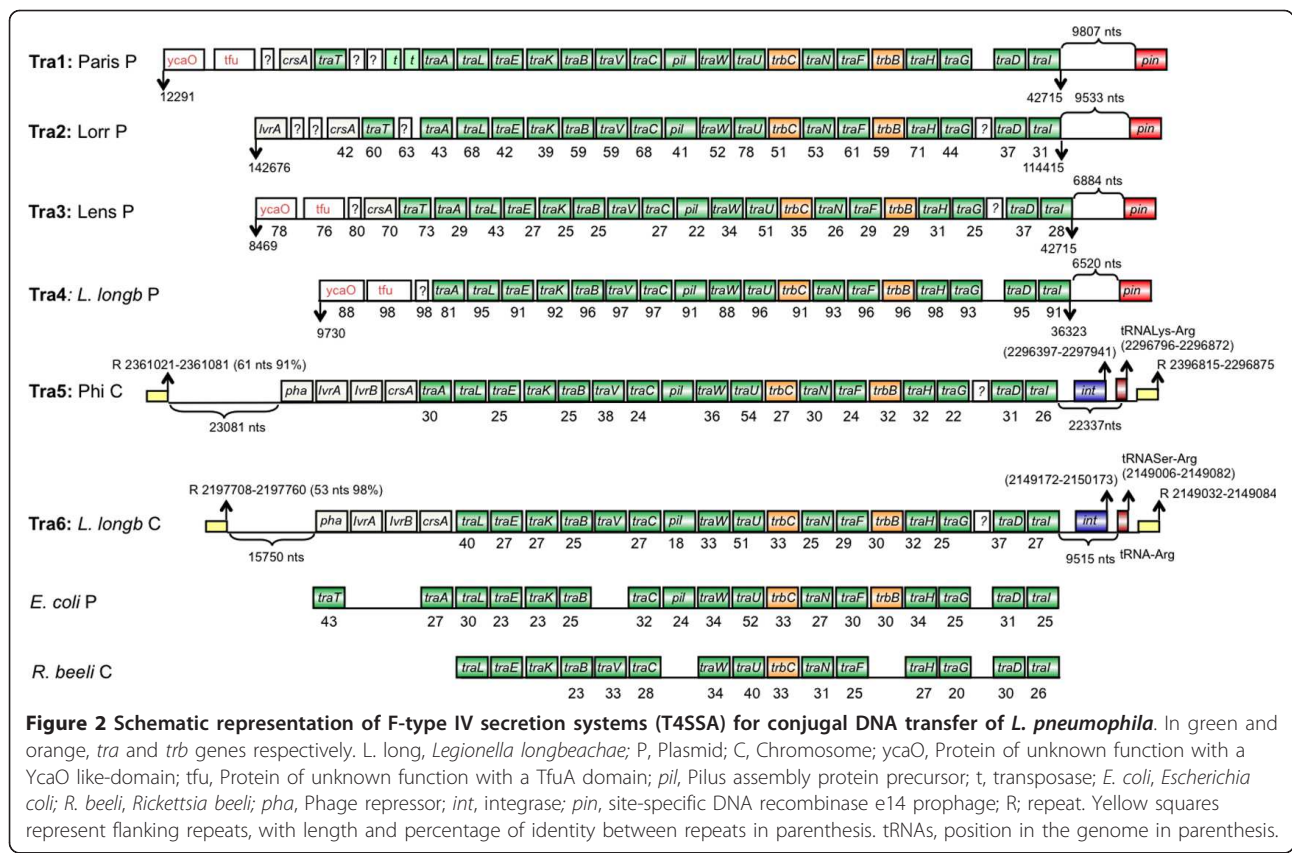 9807 nts
Tra1: Paris P ycaO tfu ? crsA traT ? ? t t traA traL traE traK traB traV traC pil traW traU trbC traN traF trbB traH traG traD traI pin
12291 42715
9533 nts
Tra2: Lorr P lvrA ? ? crsA traT ? traA traL traE traK traB traV traC pil traW traU trbC traN traF trbB traH traG ? traD traI pin
42 60 63 43 68 42 39 59 59 68 41 52 78 51 53 61 59 71 44 37 31
142676 114415
6884 nts
Tra3: Lens P ycaO tfu ? crsA traT traA traL traE traK traB traV traC pil traW traU trbC traN traF trbB traH traG ? traD traI pin
78 76 80 70 73 29 43 27 25 25 27 22 34 51 35 26 29 29 31 25 37 28
8469 42715
6520 nts
Tra4: L. longb P ycaO tfu ? traA traL traE traK traB traV traC pil traW traU trbC traN traF trbB traH traG traD traI pin
88 98 98 81 95 91 92 96 97 97 91 88 96 91 93 96 96 98 93 95 91
9730 36323
tRNALys-Arg
(2296397-2297941) (2296796-2296872)
R 2361021-2361081 (61 nts 91%) R 2396815-2296875
Tra5: Phi C pha lvrA lvrB crsA traA traL traE traK traB traV traC pil traW traU trbC traN traF trbB traH traG ? traD traI int
30 25 25 38 24 36 54 27 30 24 32 32 22 31 26
23081 nts 22337nts
tRNASer-Arg
(2149172-2150173) (2149006-2149082)
R 2197708-2197760 (53 nts 98%) R 2149032-2149084
Tra6: L. longb C pha lvrA lvrB crsA traL traE traK traB traV traC pil traW traU trbC traN traF trbB traH traG ? traD traI int
40 27 27 25 27 18 33 51 33 25 29 30 32 25 37 27
15750 nts 9515 nts tRNA-Arg
E. coli P traT traA traL traE traK traB traC pil traW traU trbC traN traF trbB traH traG traD traI
43 27 30 23 23 25 32 24 34 52 33 27 30 30 34 25 31 25
R. beeli C traL traE traK traB traV traC traW traU trbC traN traF traH traG traD traI
23 33 28 34 40 33 31 25 27 20 30 26
Figure 2 Schematic representation of F-type IV secretion systems (T4SSA) for conjugal DNA transfer of L. pneumophila. In green and
orange, tra and trb genes respectively. L. long, Legionella longbeachae; P, Plasmid; C, Chromosome; ycaO, Protein of unknown function with a
YcaO like-domain; tfu, Protein of unknown function with a TfuA domain; pil, Pilus assembly protein precursor; t, transposase; E. coli, Escherichia
coli; R. beeli, Rickettsia beeli; pha, Phage repressor; int, integrase; pin, site-specific DNA recombinase e14 prophage; R; repeat. Yellow squares
represent flanking repeats, with length and percentage of identity between repeats in parenthesis. tRNAs, position in the genome in parenthesis.